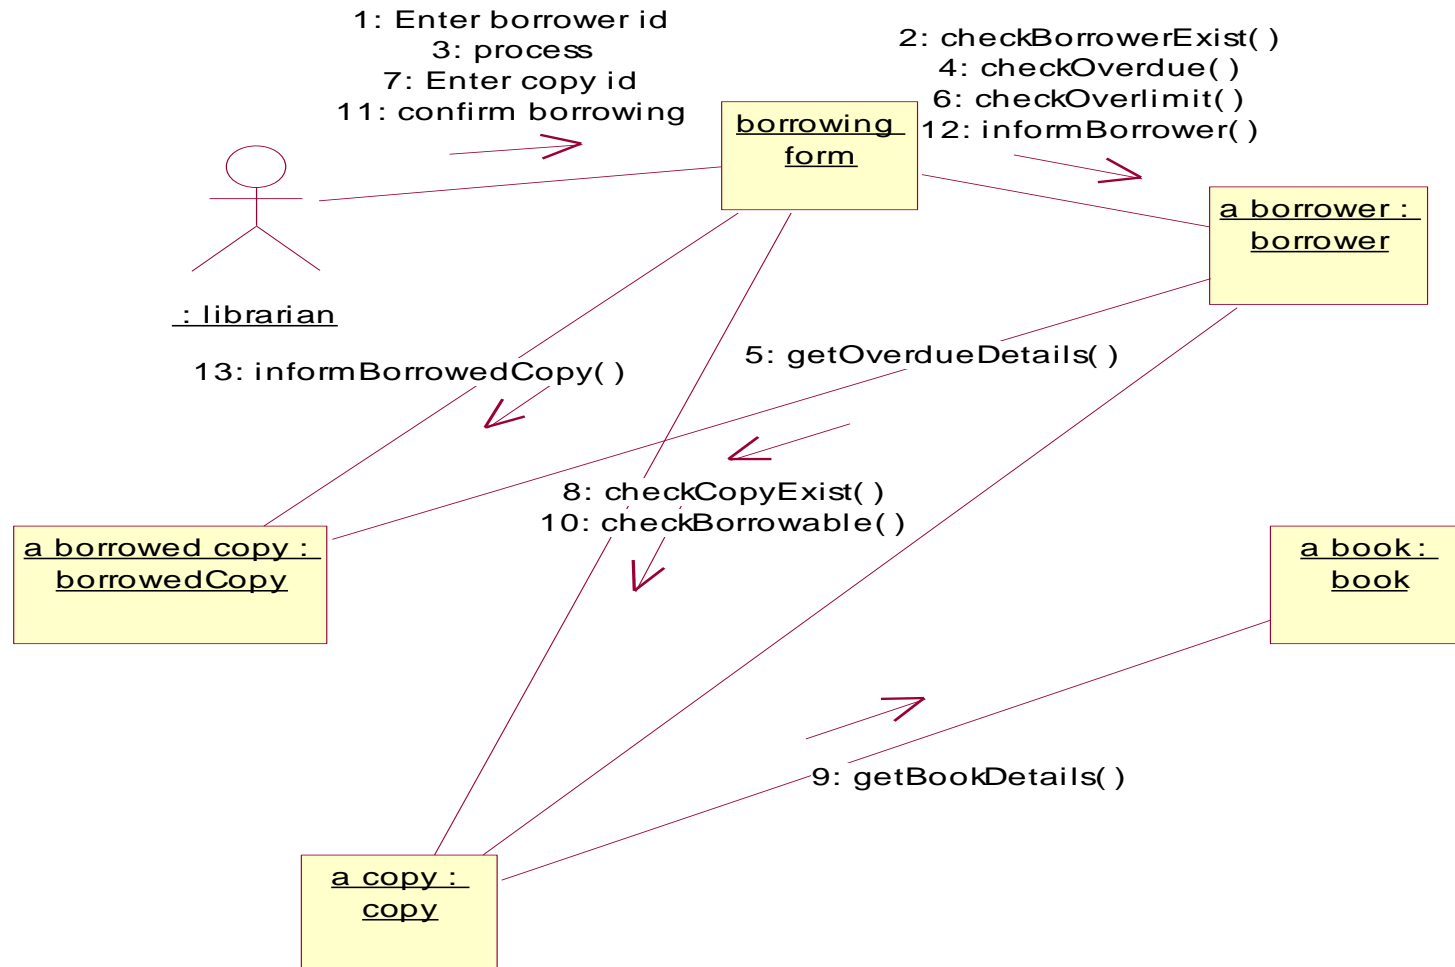 1: Enter borrower id
3: process
7: Enter copy id
11: confirm borrowing
2: checkBorrowerExist( )
4: checkOverdue( )
6: checkOverlimit( )
12: informBorrower( )
borrowing
form
a borrower :
borrower
: librarian
5: getOverdueDetails( )
13: informBorrowedCopy( )
8: checkCopyExist( )
10: checkBorrowable( )
a borrowed copy :
borrowedCopy
a book :
book
9: getBookDetails( )
a copy :
copy